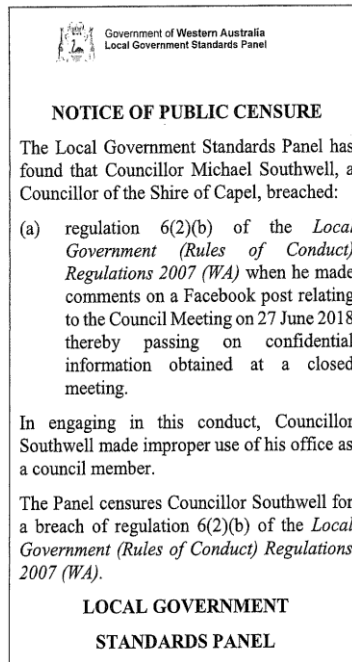 Government of Western Australia
Local Government Standards Panel
NOTICE OF PUBLIC CENSURE
The Local Government Standards Panel has
found that Councillor Michael Southwell, a
Councillor of the Shire of Capel, breached:
(a) regulation 6(2)(b) of the Local
Government (Rules of Conduct)
Regulations 2007 (WA) when he made
comments on a Facebook post relating
to the Council Meeting on 27 June 2018
thereby passing on confidential
information obtained at a closed
meeting.
In engaging in this conduct, Councillor
Southwell made improper use of his office as
a council member.
The Panel censures Councillor Southwell for
a breach of regulation 6(2)(b) of the Local
Government (Rules of Conduct) Regulations
2007 (WA).
LOCAL GOVERNMENT
STANDARDS PANEL